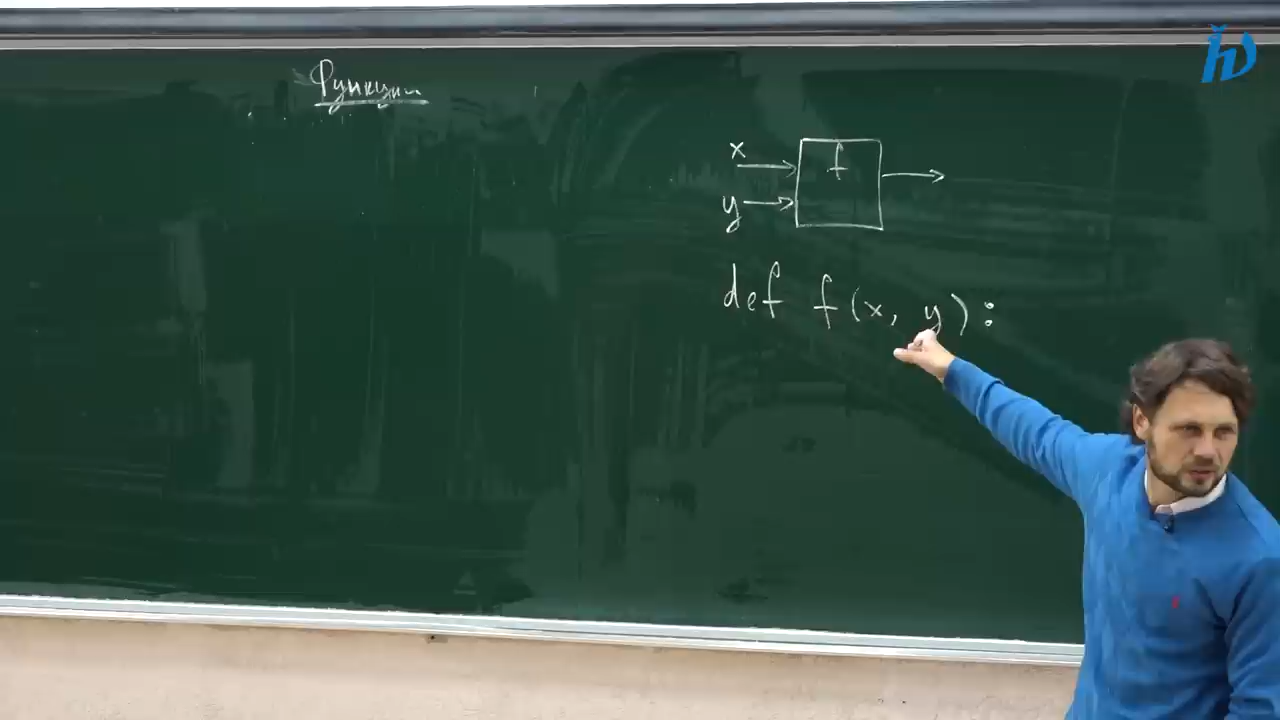 Функции
x
f
y
def f(x, y):